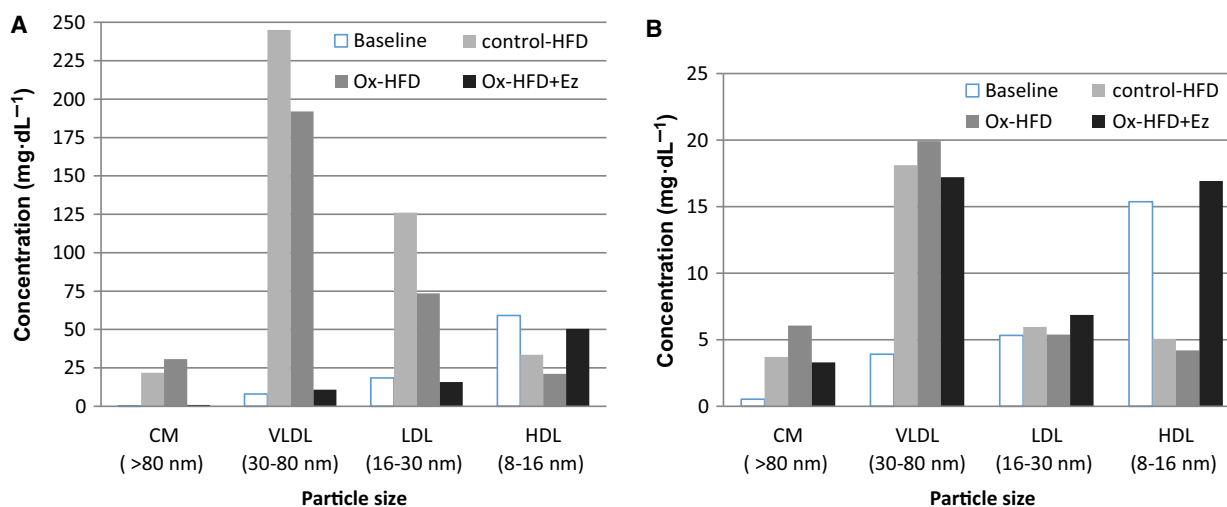 A
Concentration (mg·dL−1)
250
225
200
175
150
125
100
75
50
25
0
Baseline control-HFD
Ox-HFD Ox-HFD+Ez
CM VLDL LDL HDL
( >80 nm) (30-80 nm) (16-30 nm) (8-16 nm)
Particle size
B
Concentration (mg·dL−1)
25
20
15
10
5
0
Baseline control-HFD
Ox-HFD Ox-HFD+Ez
CM VLDL LDL HDL
( >80 nm) (30-80 nm) (16-30 nm) (8-16 nm)
Particle size